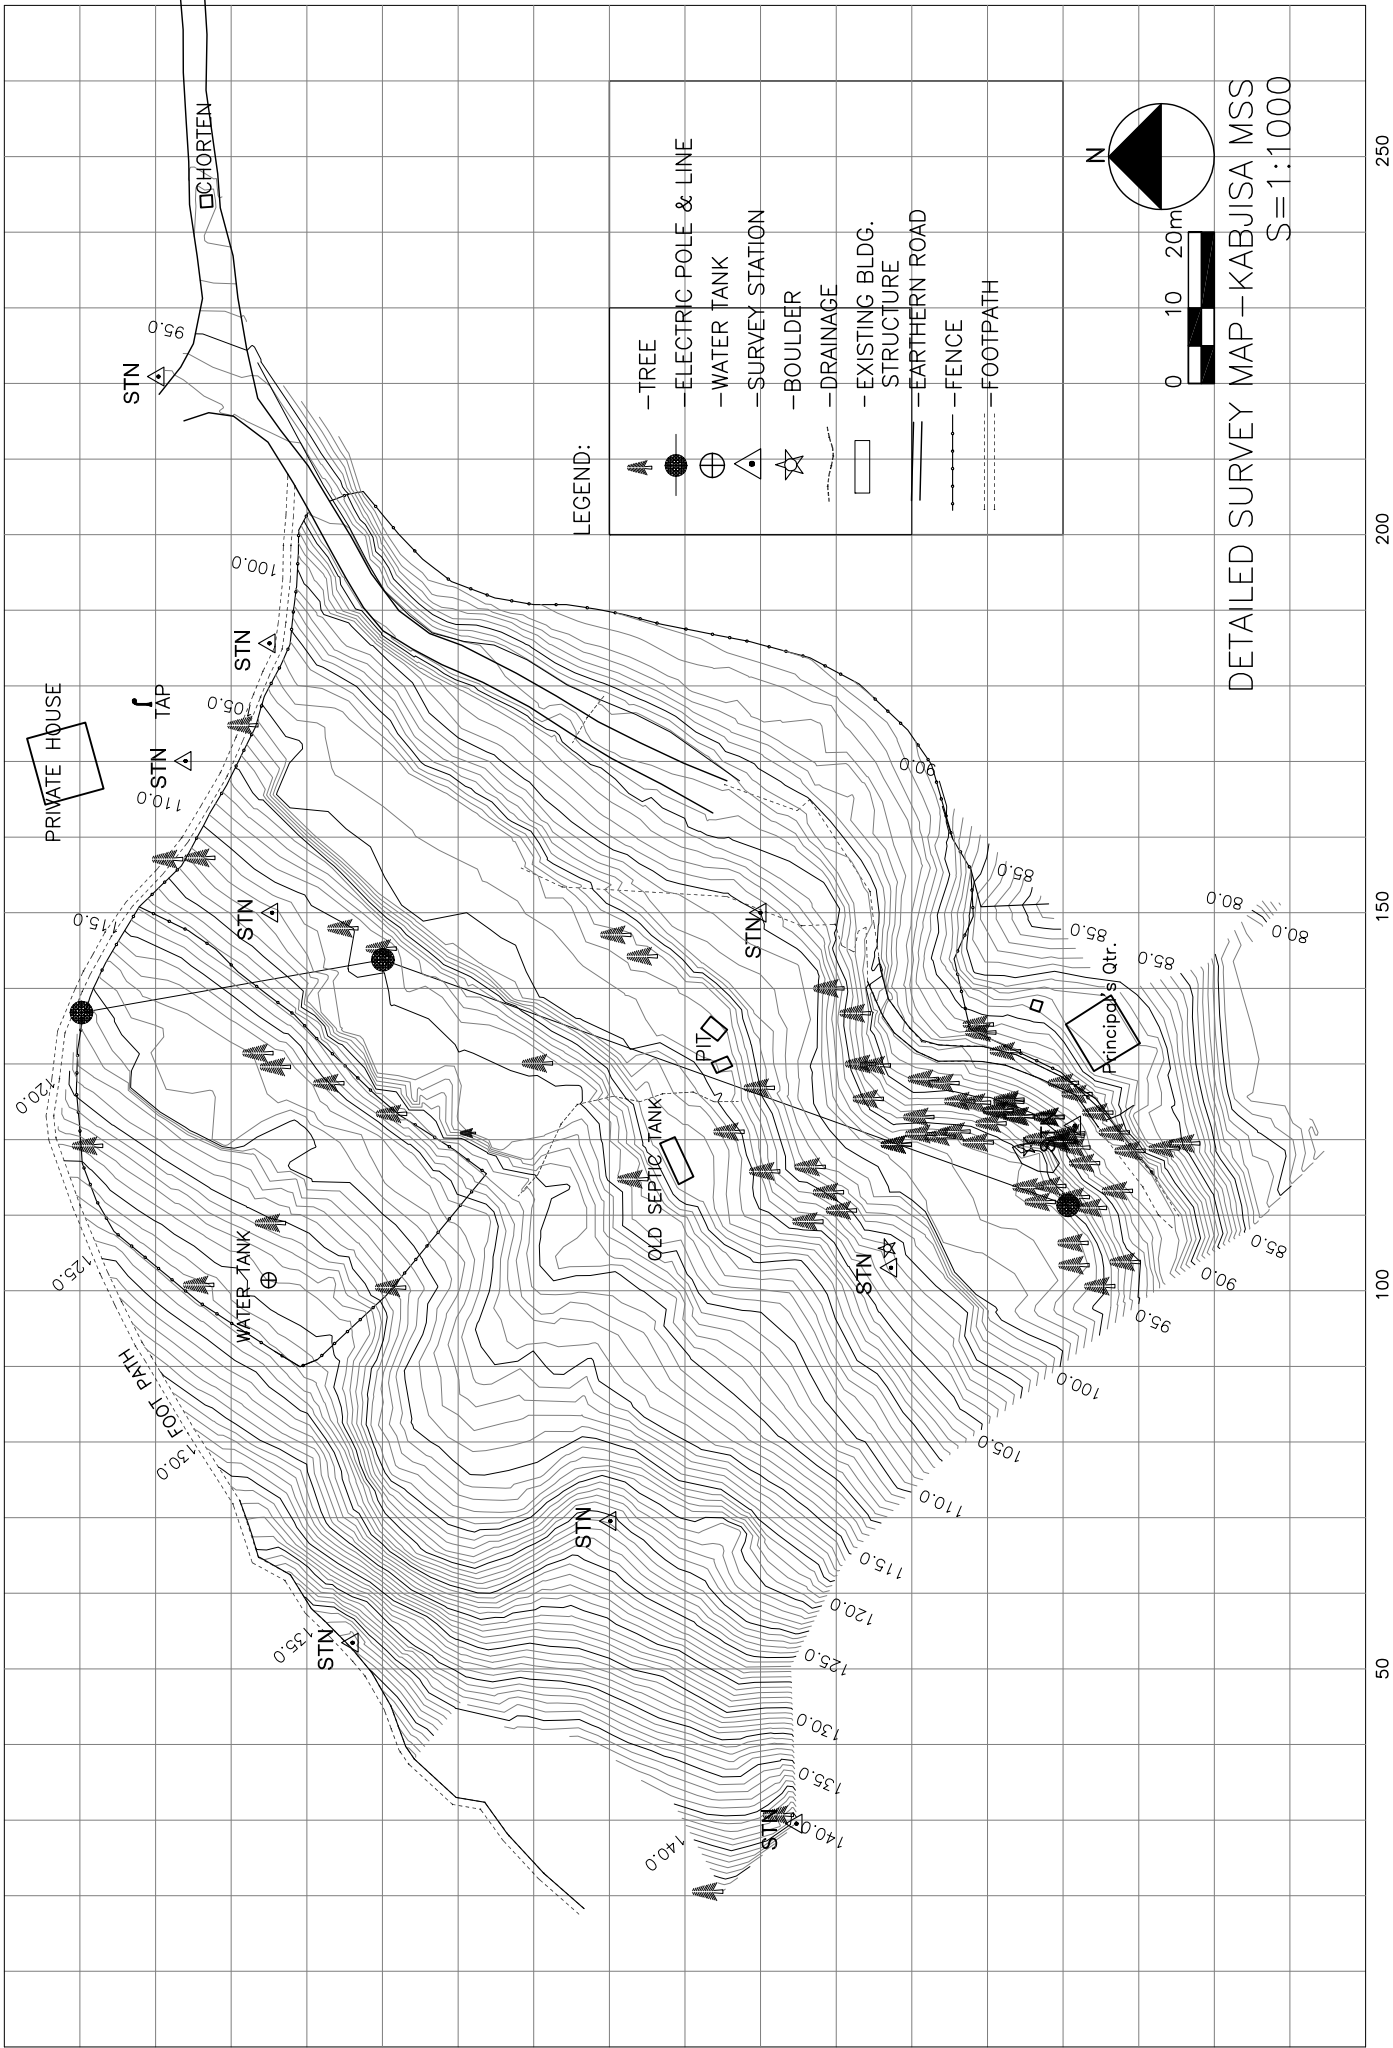 DETAILED SURVEY MAP-KABJISA MSS
S=1:1000
N
0 10 20m
LEGEND:
-TREE
-ELECTRIC POLE & LINE
-WATER TANK
-SURVEY STATION
-BOULDER
-DRAINAGE
-EXISTING BLDG.
STRUCTURE
-EARTHERN ROAD
-FENCE
-FOOTPATH
CHORTEN
95.0
STN
100.0
STN
PRIVATE HOUSE
TAP
105.0
STN
110.0
115.0
STN
120.0
125.0
WATER TANK
FOOT PATH
130.0
135.0
STN
STN
OLD SEPTIC TANK
PIT
STN
90.0
85.0
85.0
85.0
80.0
80.0
Principal's Qtr.
STN
85.0
90.0
95.0
100.0
105.0
110.0
115.0
120.0
125.0
130.0
135.0
140.0
140.0
STN
50
100
150
200
250